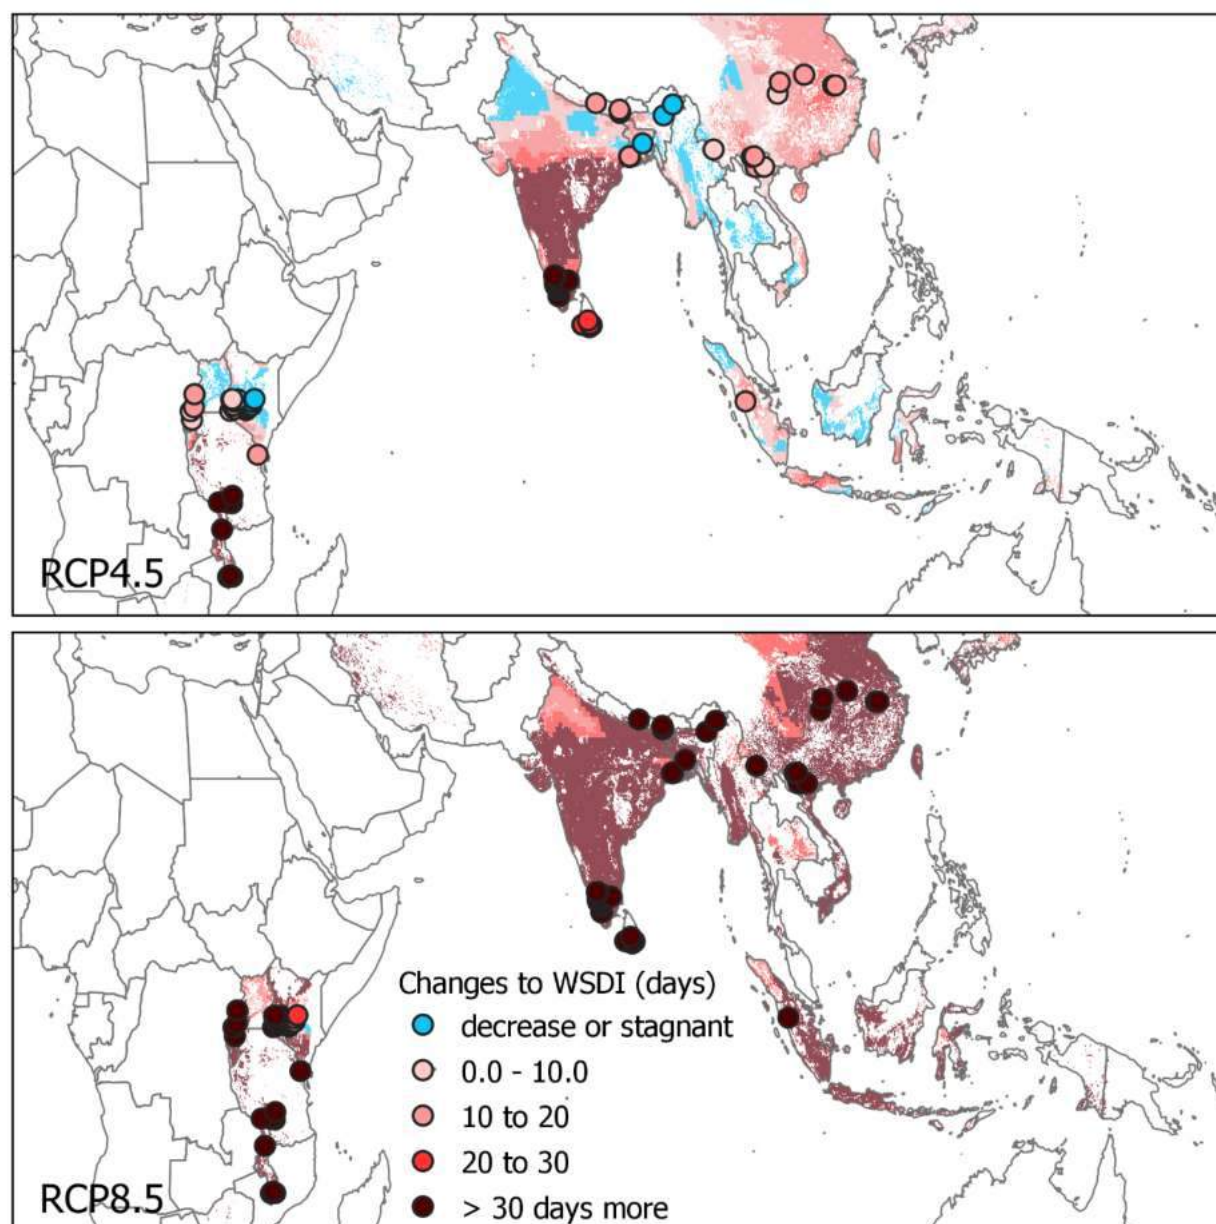 RCP4.5
Changes to WSDI (days)
decrease or stagnant
0.0 - 10.0
10 to 20
20 to 30
> 30 days more
RCP8.5